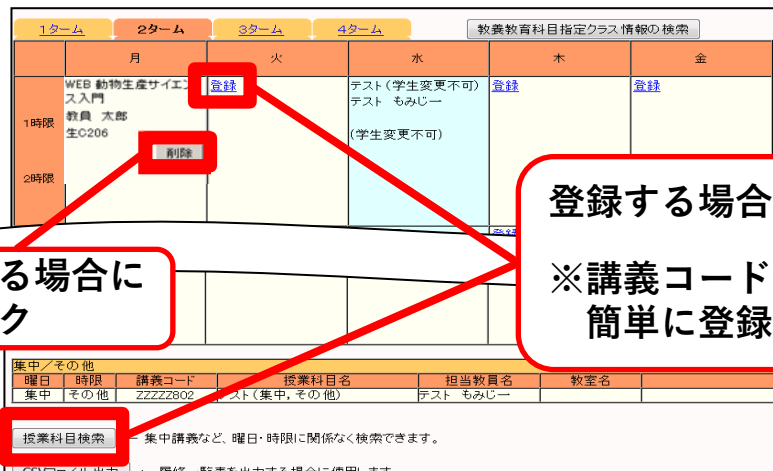 1ターム 2ターム 3ターム 4ターム 教養教育科目指定クラス情報の検索
月 火 水 木 金
1時限
WEB 動物生産サイエン
ス入門
教員 太郎
生C206
削除
登録
テスト(学生変更不可)
テスト もみじー
(学生変更不可)
登録
登録
2時限
登録する場合
※講義コード
簡単に登録
る場合に
ク
集中/その他
曜日 時限 講義コード 授業科目名 担当教員名 教室名
集中 その他 ZZZZZ802 テスト(集中,その他) テスト もみじー
授業科目検索 … 集中講義など、曜日・時限に関係なく検索できます。